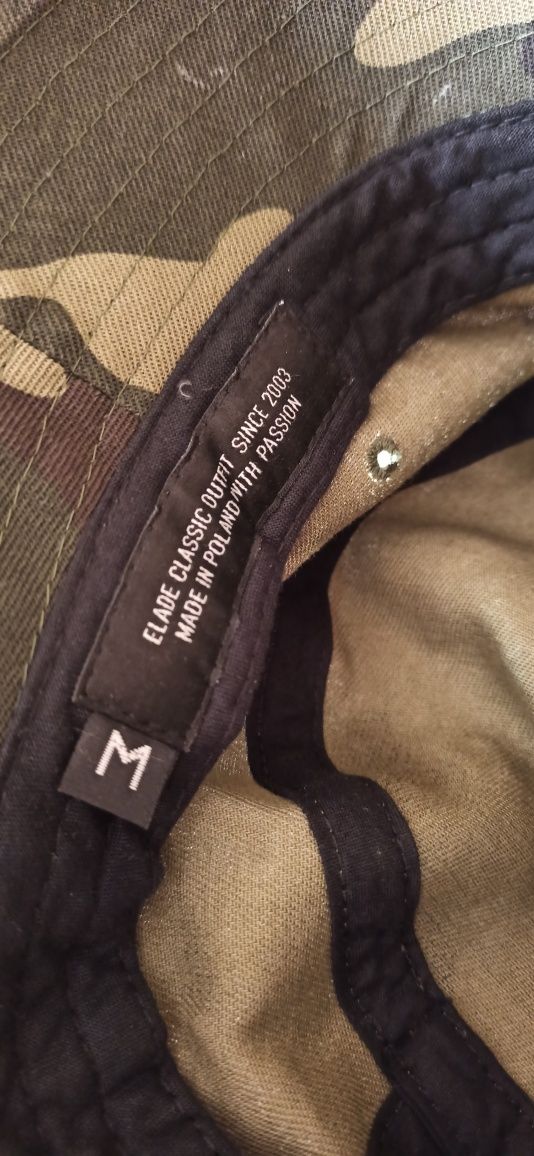 ELADE CLASSIC OUTFIT SINCE 2003
MADE IN POLAND WITH PASSION
M